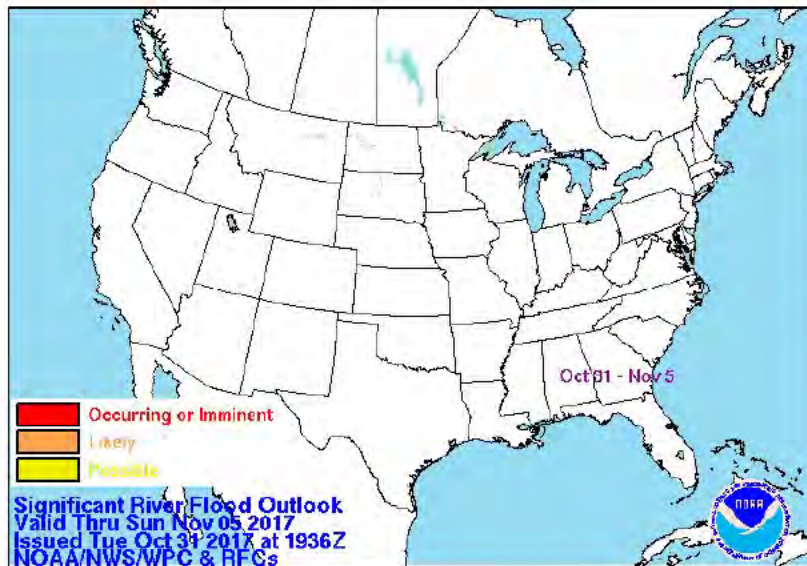 Oct 31 - Nov 5
Occurring or Imminent
Likely
Possible
Significant River Flood Outlook
Valid Thru Sun Nov 05 2017
Issued Tue Oct 31 2017 at 1936Z
NOAA/NWS/WPC & RFCs
NOAA